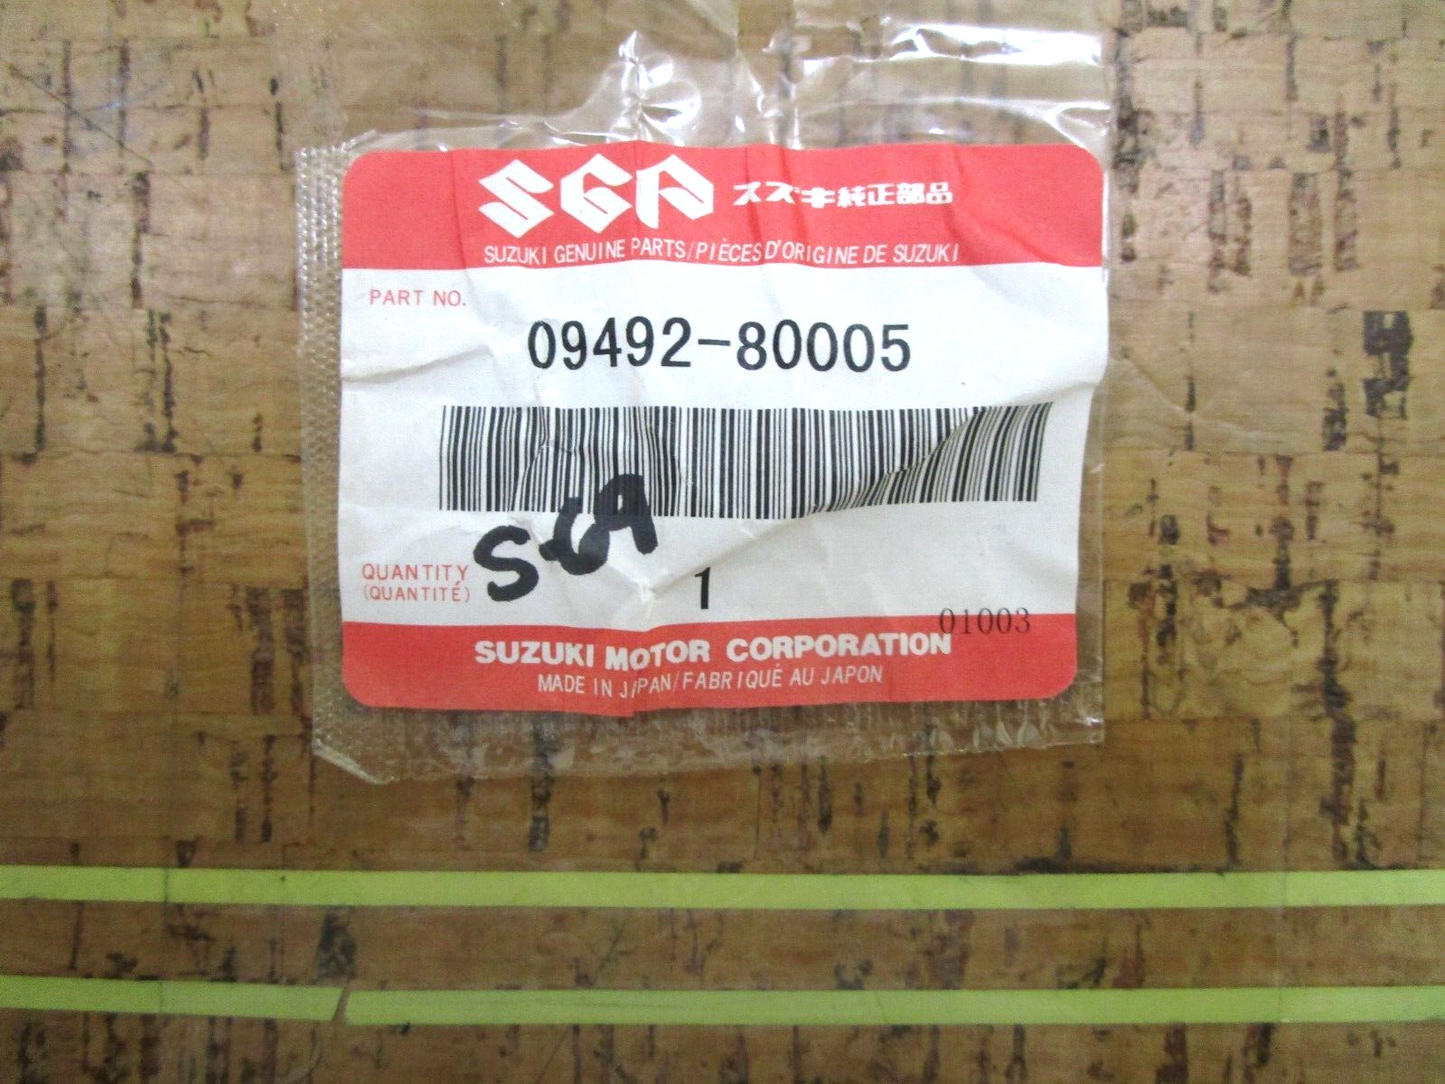 SGP スズキ純正部品
SUZUKI GENUINE PARTS/PIÈCES D'ORIGINE DE SUZUKI
PART NO.
09492-80005
S-69
QUANTITY
(QUANTITÉ)
1
01003
SUZUKI MOTOR CORPORATION
MADE IN JAPAN/FABRIQUÉ AU JAPON